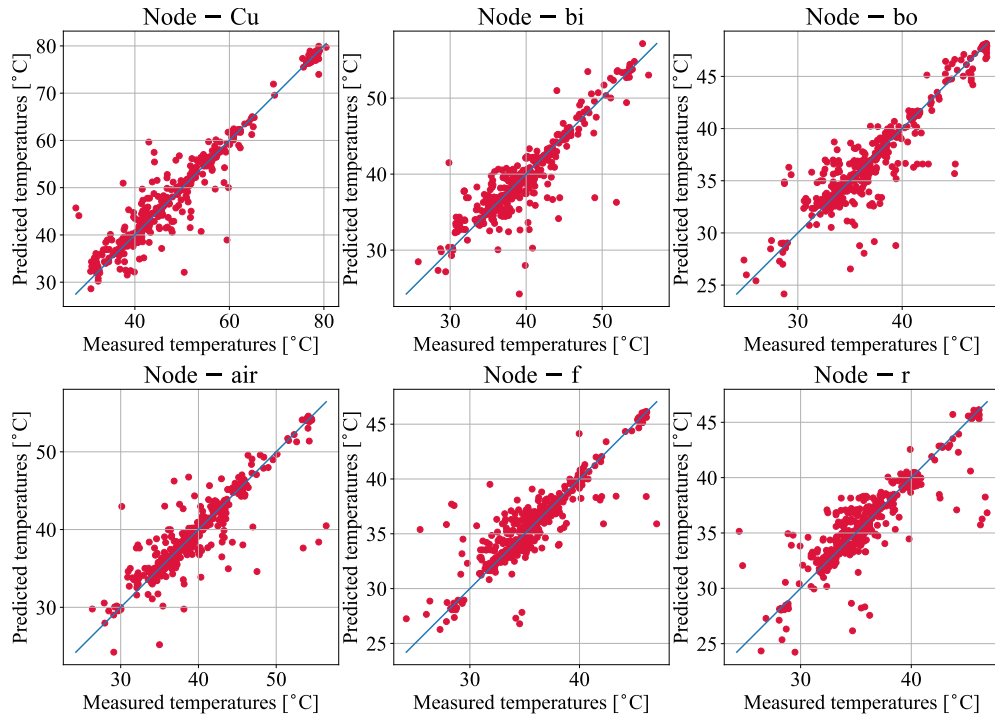 Node − Cu
Node − bi
Node − bo
Predicted temperatures [°C]
80
70
60
50
40
30
40
60
80
Measured temperatures [°C]
Predicted temperatures [°C]
50
40
30
30
40
50
Measured temperatures [°C]
Predicted temperatures [°C]
45
40
35
30
25
30
40
Measured temperatures [°C]
Node − air
Node − f
Node − r
Predicted temperatures [°C]
50
40
30
30
40
50
Measured temperatures [°C]
Predicted temperatures [°C]
45
40
35
30
25
30
40
Measured temperatures [°C]
Predicted temperatures [°C]
45
40
35
30
25
30
40
Measured temperatures [°C]